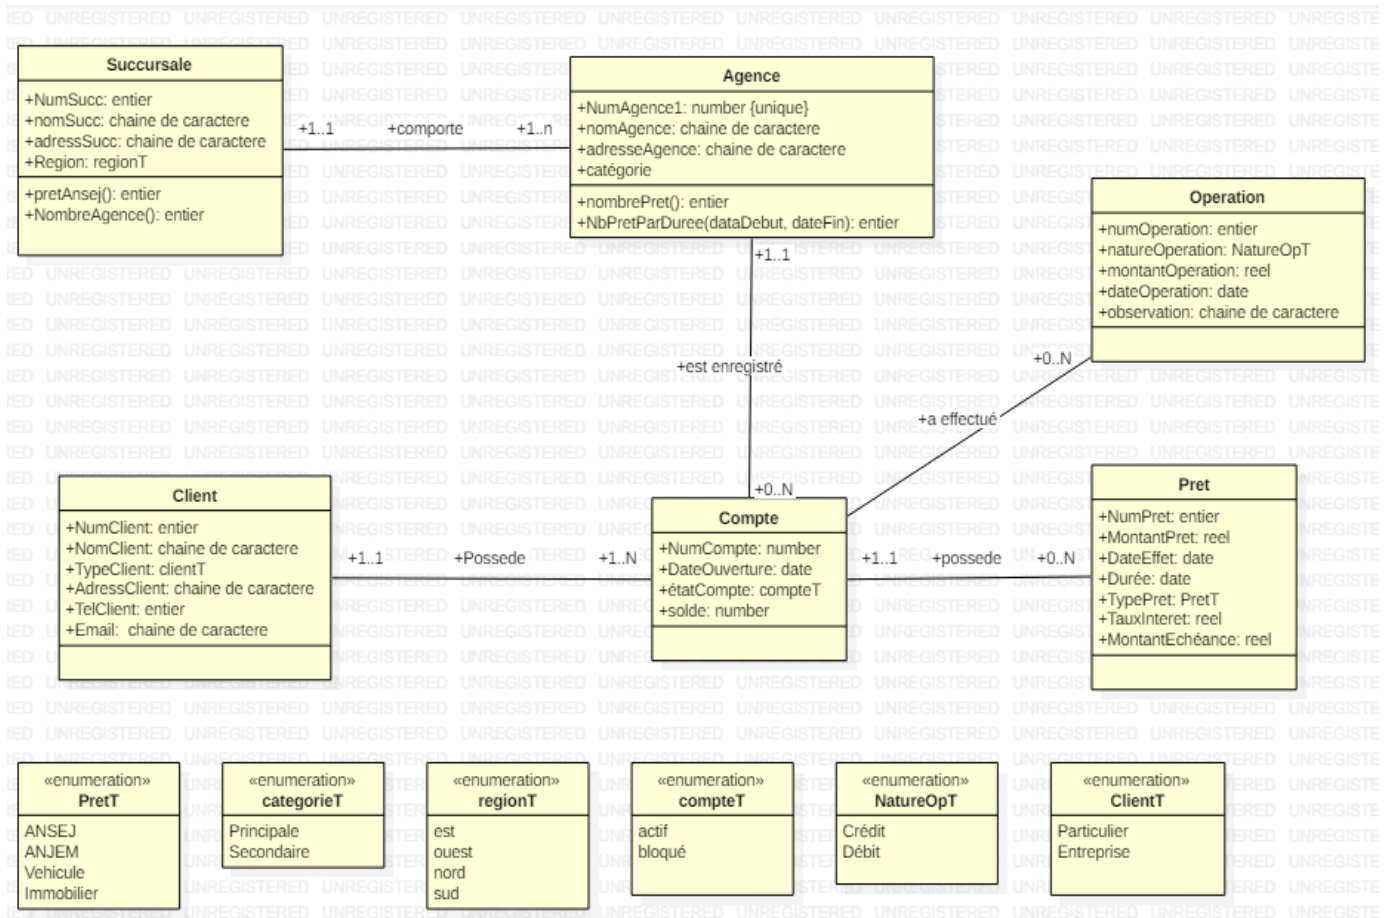 Succursale
+NumSucc: entier
+nomSucc: chaine de caractere
+adressSucc: chaine de caractere
+Region: regionT
+pretAnsej(): entier
+NombreAgence(): entier
+1..1
+comporte
+1..n
Agence
+NumAgence1: number {unique}
+nomAgence: chaine de caractere
+adresseAgence: chaine de caractere
+catégorie
+nombrePret(): entier
+NbPretParDuree(dataDebut, dateFin): entier
+1..1
+est enregistré
+0..N
Operation
+numOperation: entier
+natureOperation: NatureOpT
+montantOperation: reel
+dateOperation: date
+observation: chaine de caractere
+0..N
+a effectué
Client
+NumClient: entier
+NomClient: chaine de caractere
+TypeClient: clientT
+AdressClient: chaine de caractere
+TelClient: entier
+Email: chaine de caractere
+1..1
+Possede
+1..N
Compte
+NumCompte: number
+DateOuverture: date
+étatCompte: compteT
+solde: number
+1..1
+possede
+0..N
Pret
+NumPret: entier
+MontantPret: reel
+DateEffet: date
+Durée: date
+TypePret: PretT
+TauxInteret: reel
+MontantEchéance: reel
«enumeration»
PretT
ANSEJ
ANJEM
Vehicule
Immobilier
«enumeration»
categorieT
Principale
Secondaire
«enumeration»
regionT
est
ouest
nord
sud
«enumeration»
compteT
actif
bloqué
«enumeration»
NatureOpT
Crédit
Débit
«enumeration»
ClientT
Particulier
Entreprise
UNREGISTERED